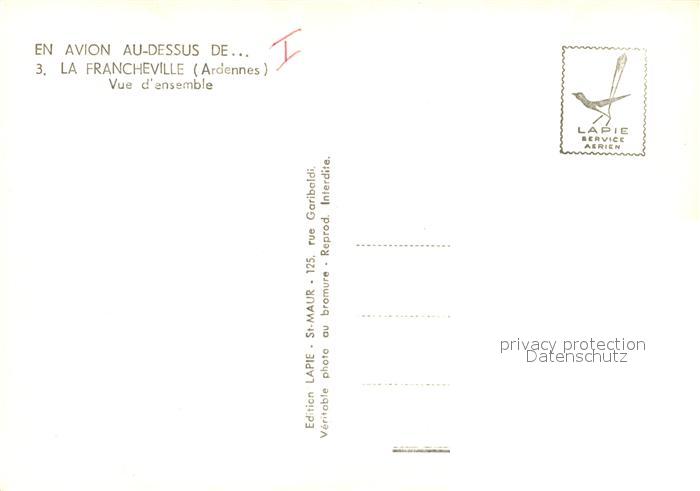 EN AVION AU-DESSUS DE...
3. LA FRANCHEVILLE (Ardennes)
Vue d'ensemble
I
LAPIE
SERVICE
AERIEN
Edition LAPIE - St-MAUR - 125, rue Garibaldi.
Véritable photo au bromure - Reprod. Interdite.
privacy protection
Datenschutz